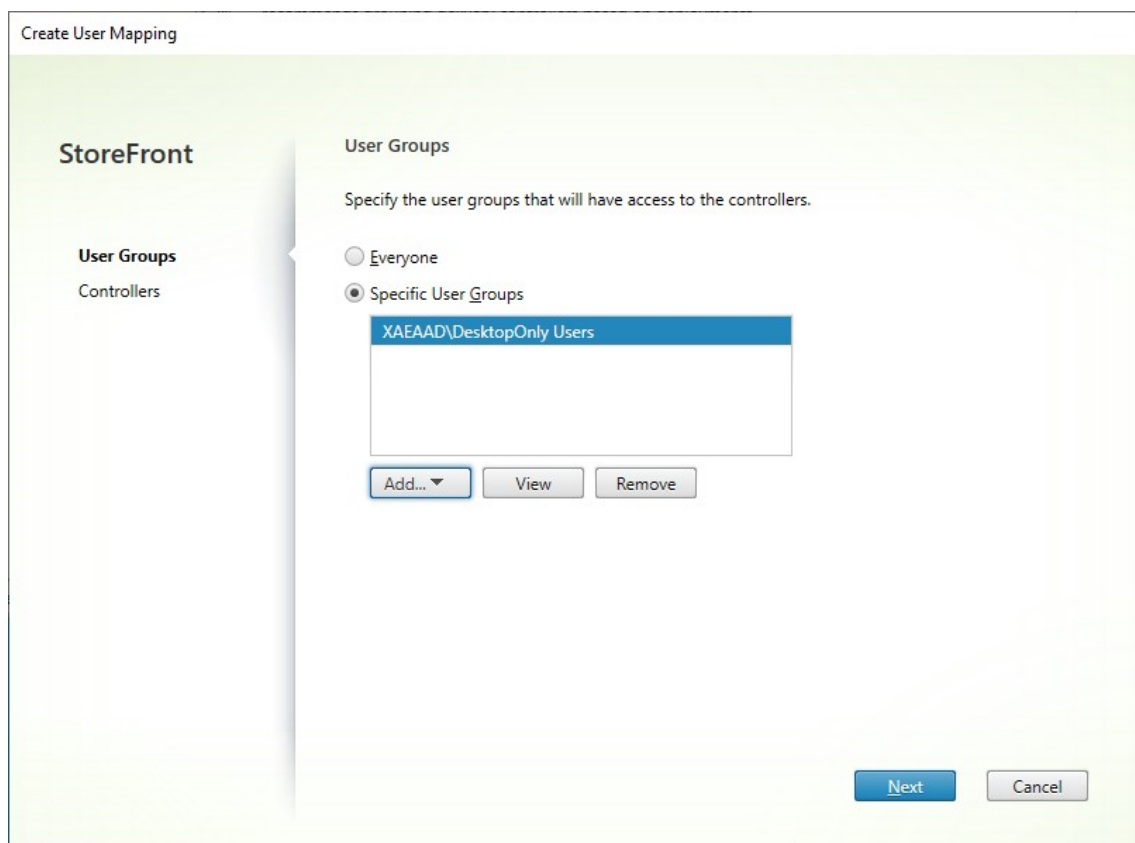 Create User Mapping
StoreFront
User Groups
Controllers
User Groups
Specify the user groups that will have access to the controllers.
Everyone
Specific User Groups
XAEAAD\DesktopOnly Users
Add...
View
Remove
Next
Cancel